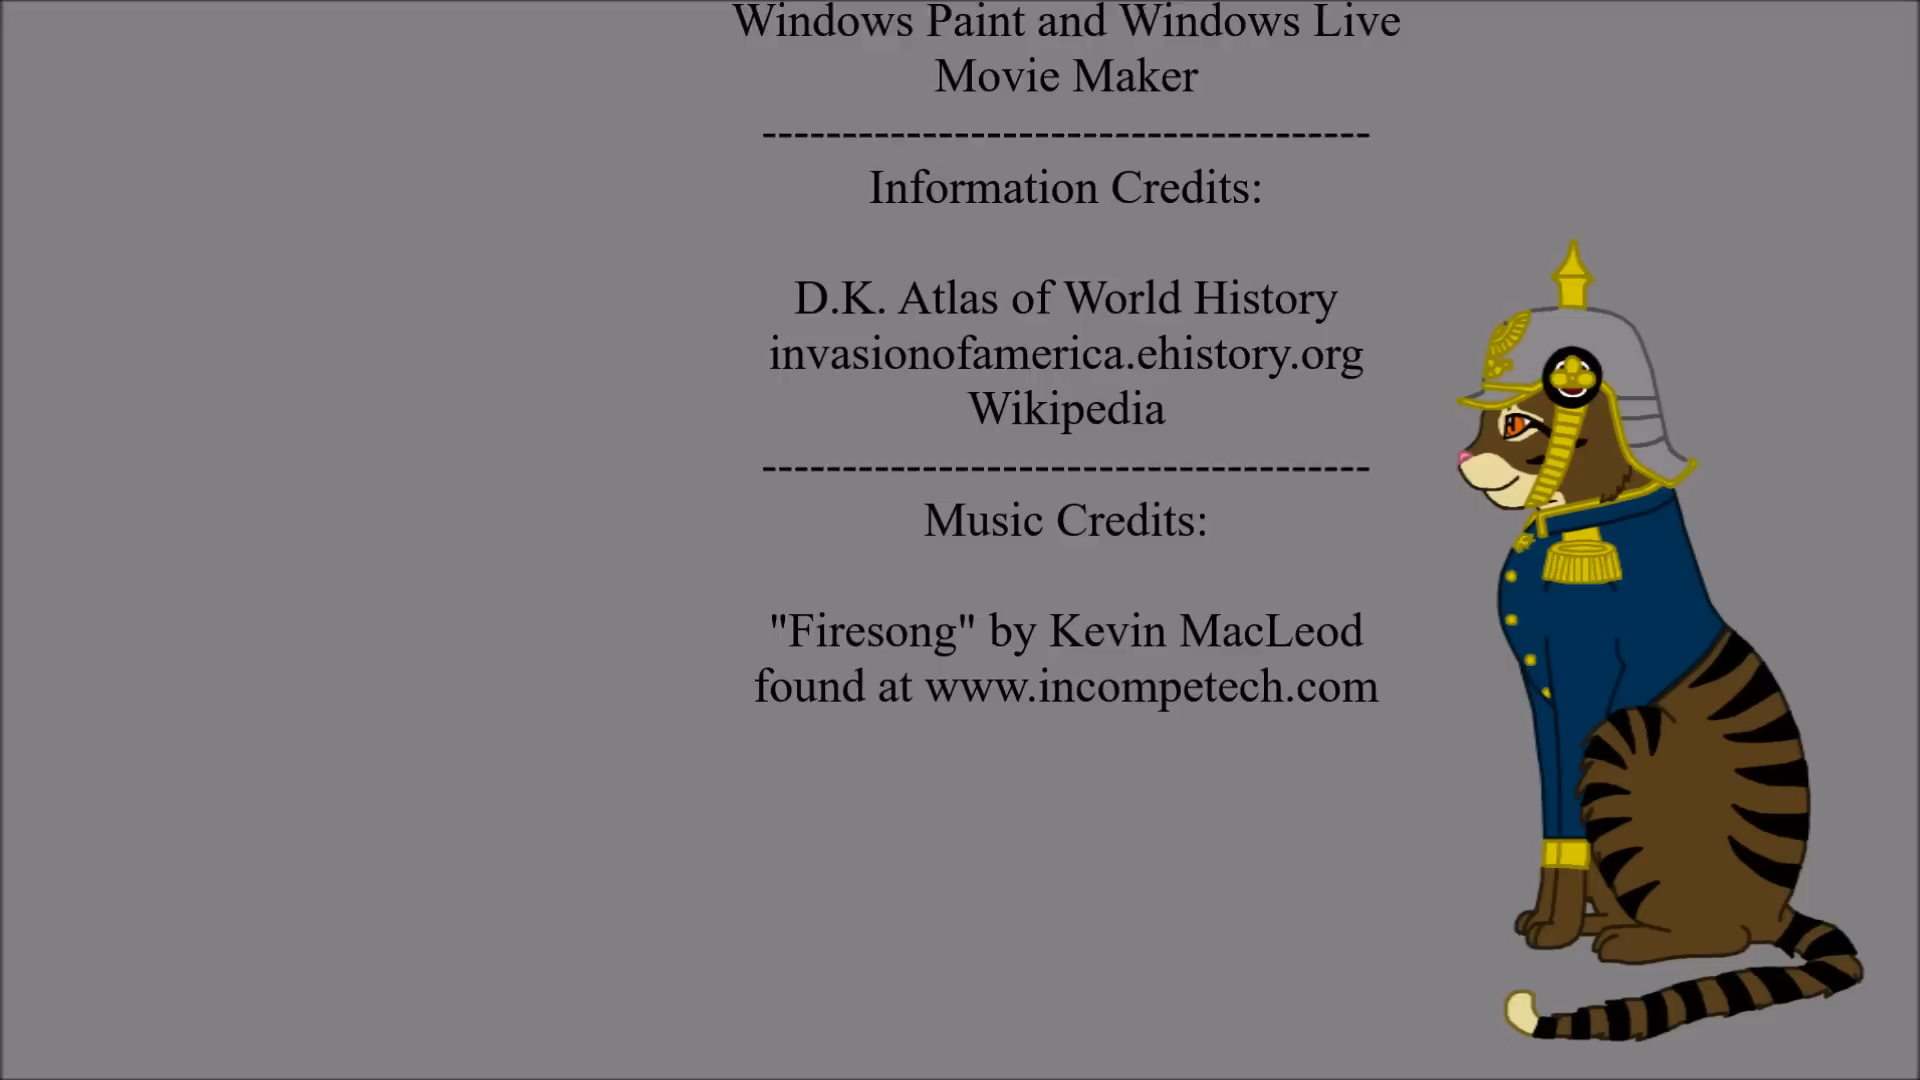 Windows Paint and Windows Live
Movie Maker
--------------------------------------
Information Credits:
D.K. Atlas of World History
invasionofamerica.ehistory.org
Wikipedia
--------------------------------------
Music Credits:
"Firesong" by Kevin MacLeod
found at www.incompetech.com